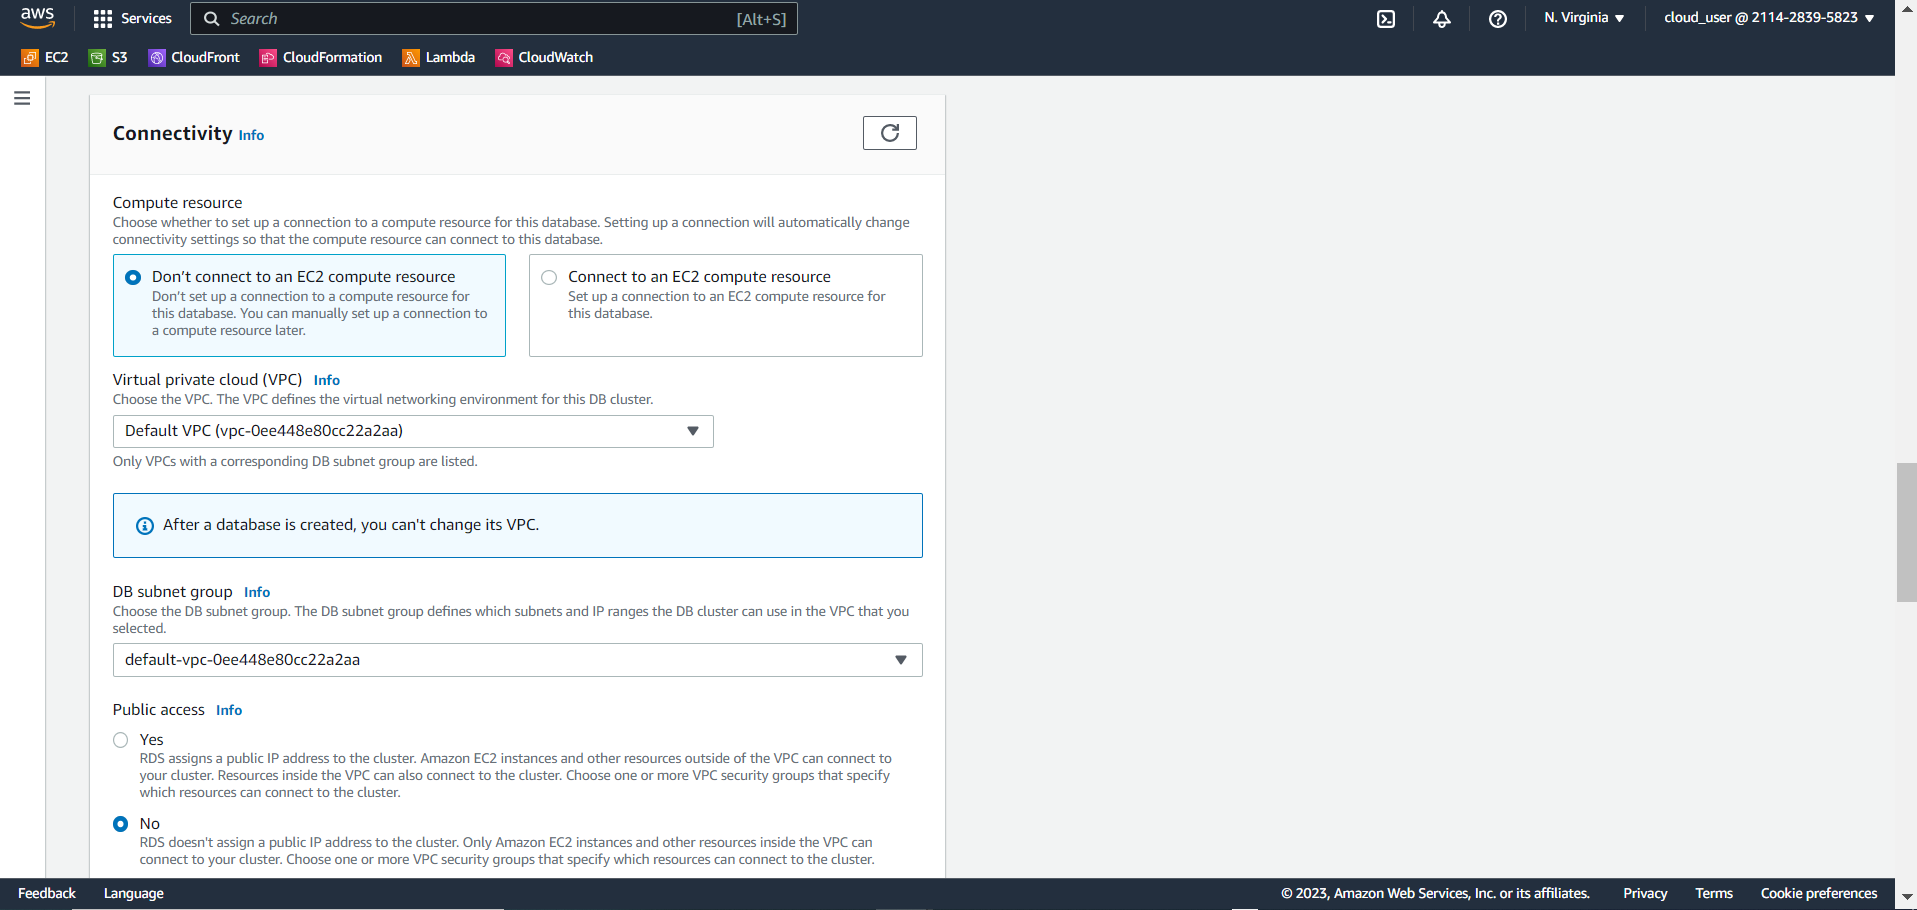 aws
Services
Search
[Alt+S]
N. Virginia
cloud_user @ 2114-2839-5823
EC2
S3
CloudFront
CloudFormation
Lambda
CloudWatch
Connectivity Info
Compute resource
Choose whether to set up a connection to a compute resource for this database. Setting up a connection will automatically change
connectivity settings so that the compute resource can connect to this database.
Don’t connect to an EC2 compute resource
Don’t set up a connection to a compute resource for
this database. You can manually set up a connection to
a compute resource later.
Connect to an EC2 compute resource
Set up a connection to an EC2 compute resource for
this database.
Virtual private cloud (VPC) Info
Choose the VPC. The VPC defines the virtual networking environment for this DB cluster.
Default VPC (vpc-0ee448e80cc22a2aa)
Only VPCs with a corresponding DB subnet group are listed.
After a database is created, you can't change its VPC.
DB subnet group Info
Choose the DB subnet group. The DB subnet group defines which subnets and IP ranges the DB cluster can use in the VPC that you
selected.
default-vpc-0ee448e80cc22a2aa
Public access Info
Yes
RDS assigns a public IP address to the cluster. Amazon EC2 instances and other resources outside of the VPC can connect to
your cluster. Resources inside the VPC can also connect to the cluster. Choose one or more VPC security groups that specify
which resources can connect to the cluster.
No
RDS doesn't assign a public IP address to the cluster. Only Amazon EC2 instances and other resources inside the VPC can
connect to your cluster. Choose one or more VPC security groups that specify which resources can connect to the cluster.
Feedback
Language
© 2023, Amazon Web Services, Inc. or its affiliates.
Privacy
Terms
Cookie preferences